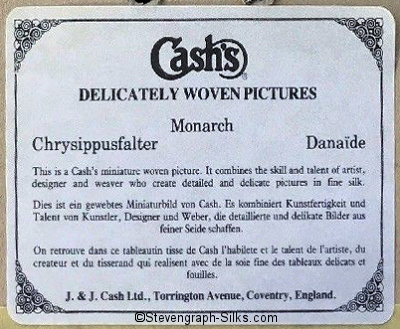 Cash's®
DELICATELY WOVEN PICTURES
Monarch
Chrysippusfalter Danaïde
This is a Cash's miniature woven picture. It combines the skill and talent of artist,
designer and weaver who create detailed and delicate pictures in fine silk.
Dies ist ein gewebtes Miniaturbild von Cash. Es kombiniert Kunstfertigkeit und
Talent von Kunstler, Designer und Weber, die detaillierte und delikate Bilder aus
feiner Seide schaffen.
On retrouve dans ce tableautin tisse de Cash l'habilete et le talent de l'artiste, du
createur et du tisserand qui realisent avec de la soie fine des tableaux delicats et
fouilles.
J. & J. Cash Ltd., Torrington Avenue, Coventry, England.
©Stevengraph-Silks.com